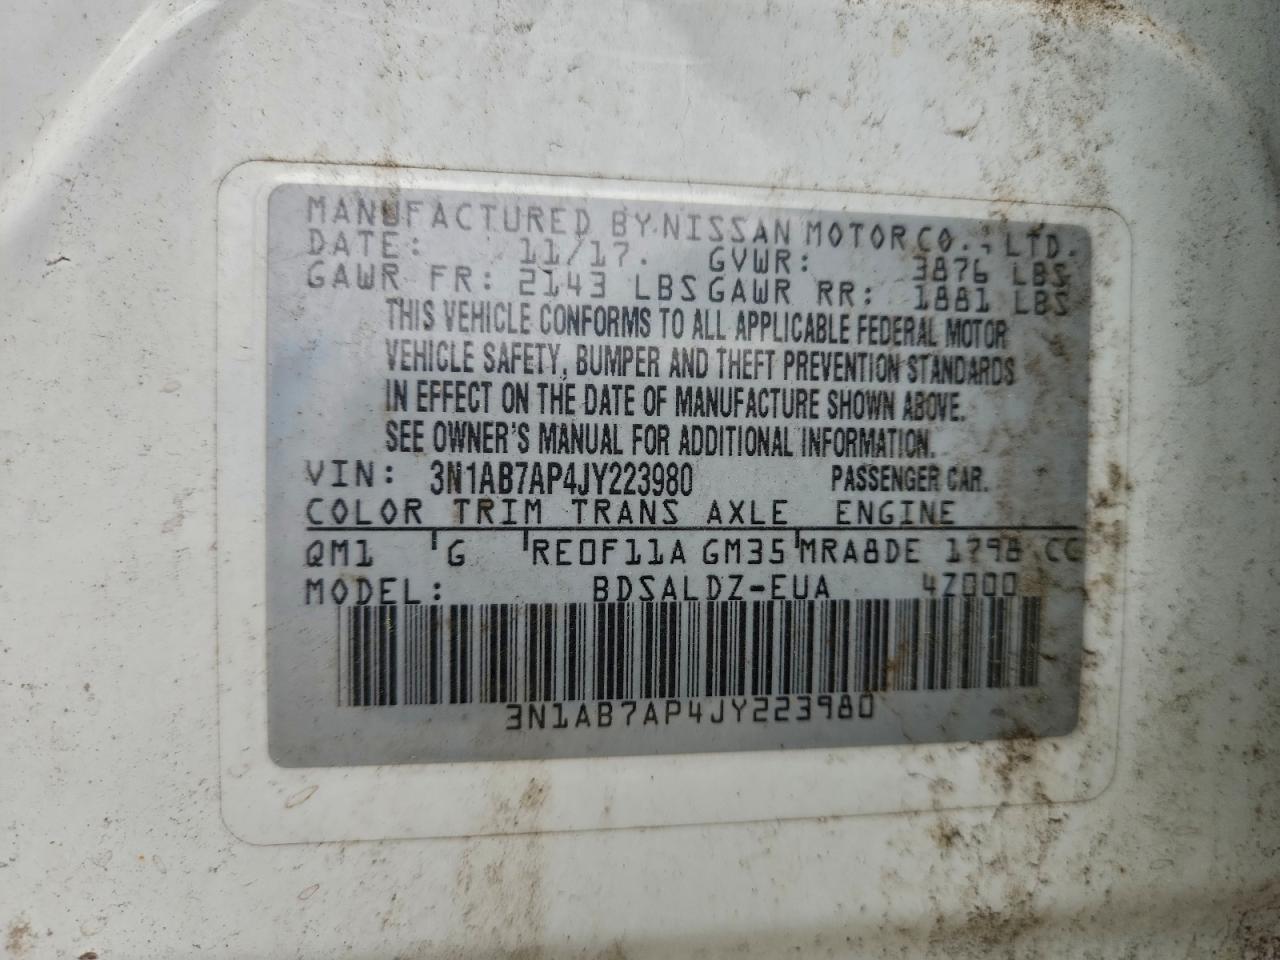 MANUFACTURED BY NISSAN MOTOR CO., LTD.
DATE: 11/17. GVWR: 3876 LBS
GAWR FR: 2143 LBS GAWR RR: 1881 LBS
THIS VEHICLE CONFORMS TO ALL APPLICABLE FEDERAL MOTOR
VEHICLE SAFETY, BUMPER AND THEFT PREVENTION STANDARDS
IN EFFECT ON THE DATE OF MANUFACTURE SHOWN ABOVE.
SEE OWNER'S MANUAL FOR ADDITIONAL INFORMATION.
VIN: 3N1AB7AP4JY223980 PASSENGER CAR.
COLOR TRIM TRANS AXLE ENGINE
QM1 G RE0F11A GM35 MRA8DE 1798 CC
MODEL: BDSALDZ-EUA 4Z000
3N1AB7AP4JY223980